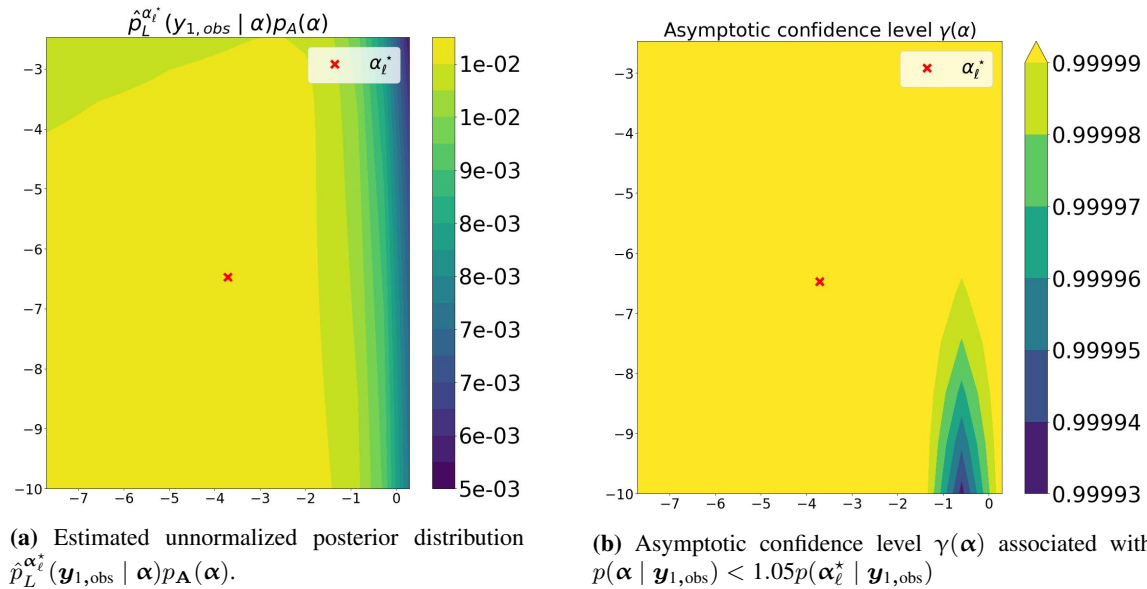 p̂_L^{α_ℓ^⋆}(y_{1,obs} | α)p_A(α)
α_ℓ^⋆
−3
−4
−5
−6
−7
−8
−9
−10
−7 −6 −5 −4 −3 −2 −1 0
1e-02
1e-02
9e-03
8e-03
8e-03
7e-03
7e-03
6e-03
5e-03
(a) Estimated unnormalized posterior distribution
p̂_L^{α_ℓ^⋆}(y_{1,obs} | α)p_A(α).
Asymptotic confidence level γ(α)
α_ℓ^⋆
−3
−4
−5
−6
−7
−8
−9
−10
−7 −6 −5 −4 −3 −2 −1 0
0.99999
0.99998
0.99997
0.99996
0.99995
0.99994
0.99993
(b) Asymptotic confidence level γ(α) associated with
p(α | y_{1,obs}) < 1.05p(α_ℓ^⋆ | y_{1,obs})